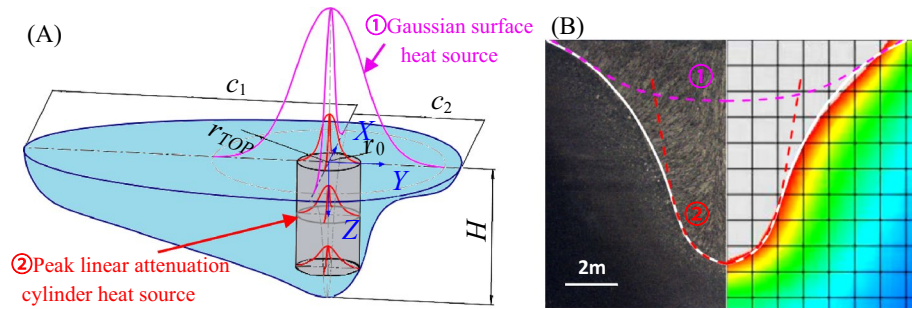 (A)
①Gaussian surface
heat source
c1
c2
rTOP
X
r0
Y
Z
H
②Peak linear attenuation
cylinder heat source
(B)
①
②
2m